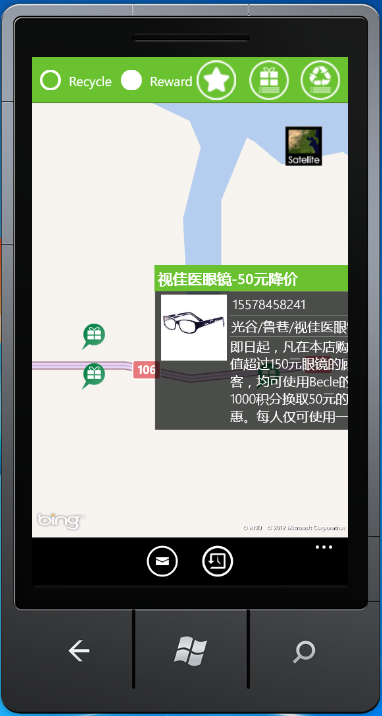 Recycle Reward
Satellite
视佳医眼镜-50元降价
15578458241
光谷/鲁巷/视佳医眼
即日起，凡在本店购
值超过150元眼镜的顾
客，均可使用Becle的
1000积分换取50元的
惠。每人仅可使用一
106
bing
2012 Microsoft Corporation